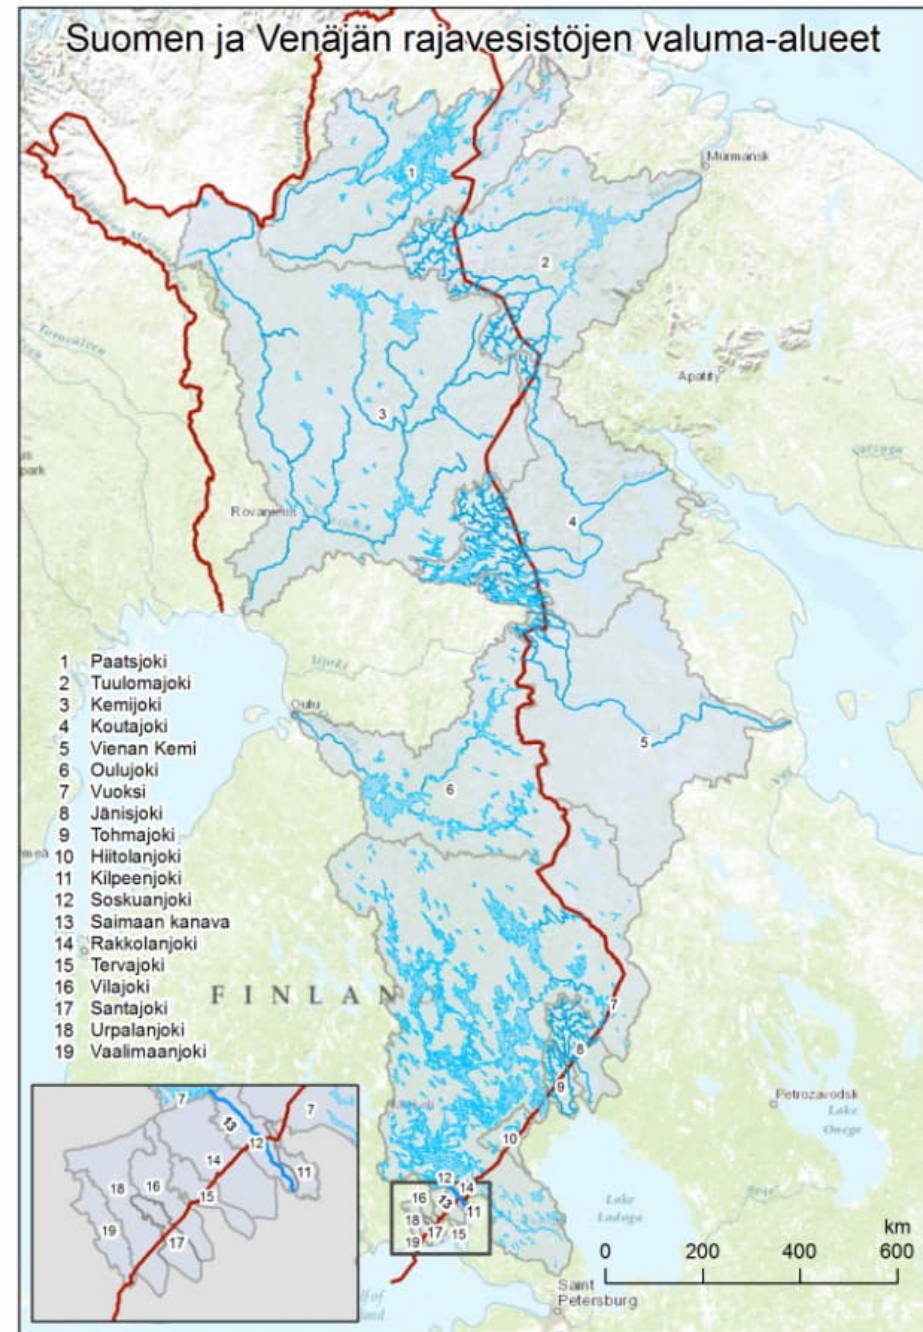 Suomen ja Venäjän rajavesistöjen valuma-alueet
Murmansk
1
2
Apatity
3
Rovaniemi
4
1 Paatsjoki
2 Tuulomajoki
3 Kemijoki
4 Koutajoki
5 Vienan Kemi
6 Oulujoki
7 Vuoksi
8 Jänisjoki
9 Tohmajoki
10 Hiitolanjoki
11 Kilpeenjoki
12 Soskuanjoki
13 Saimaan kanava
14 Rakkolanjoki
15 Tervajoki
16 Vilajoki
17 Santajoki
18 Urpalanjoki
19 Vaalimaanjoki
Oulu
5
6
FINLAND
7
8
9
10
Petrozavodsk
Lake
Onega
Lake
Ladoga
12
14
16
13
11
18
17
15
19
km
0 200 400 600
Saint
Petersburg
7
13
7
12
14
11
16
18
15
19
17